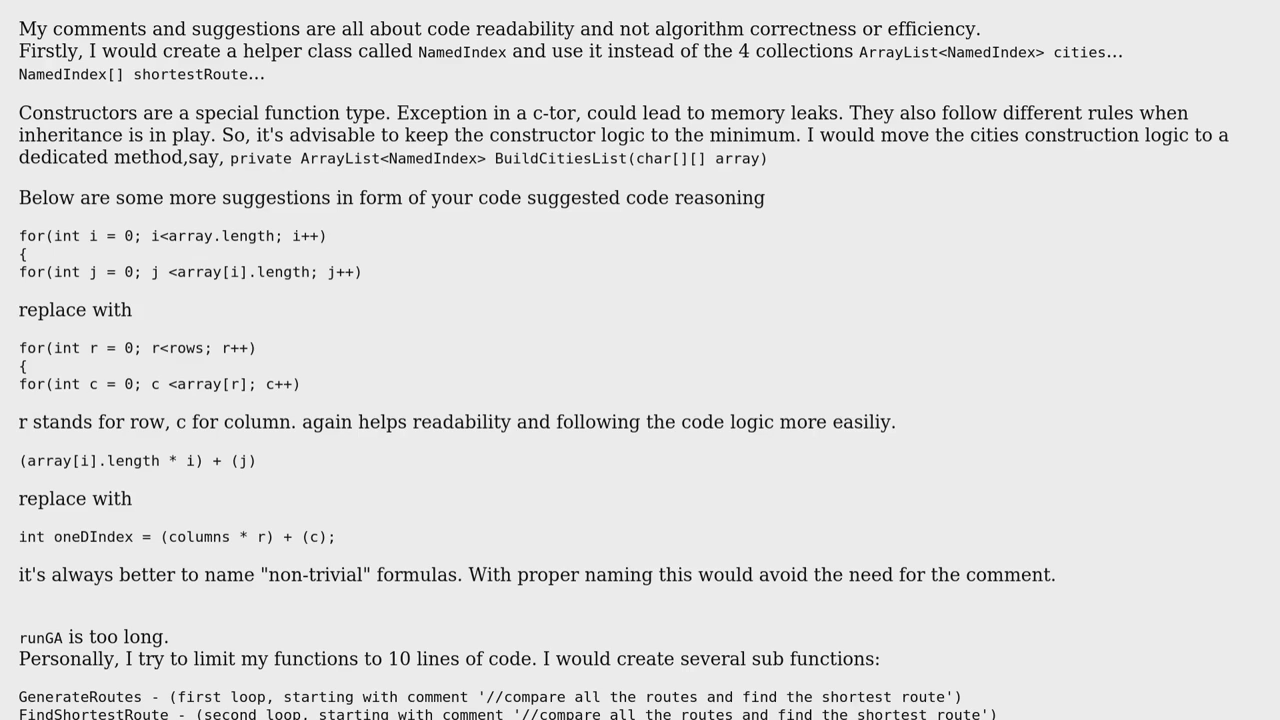 My comments and suggestions are all about code readability and not algorithm correctness or efficiency.
Firstly, I would create a helper class called NamedIndex and use it instead of the 4 collections ArrayList<NamedIndex> cities...
NamedIndex[] shortestRoute...
Constructors are a special function type. Exception in a c-tor, could lead to memory leaks. They also follow different rules when
inheritance is in play. So, it's advisable to keep the constructor logic to the minimum. I would move the cities construction logic to a
dedicated method,say, private ArrayList<NamedIndex> BuildCitiesList(char[][] array)
Below are some more suggestions in form of your code suggested code reasoning
for(int i = 0; i<array.length; i++)
{
for(int j = 0; j <array[i].length; j++)
replace with
for(int r = 0; r<rows; r++)
{
for(int c = 0; c <array[r]; c++)
r stands for row, c for column. again helps readability and following the code logic more easiliy.
(array[i].length * i) + (j)
replace with
int oneDIndex = (columns * r) + (c);
it's always better to name "non-trivial" formulas. With proper naming this would avoid the need for the comment.
runGA is too long.
Personally, I try to limit my functions to 10 lines of code. I would create several sub functions:
GenerateRoutes - (first loop, starting with comment '//compare all the routes and find the shortest route')
FindShortestRoute - (second loop, starting with comment '//compare all the routes and find the shortest route')